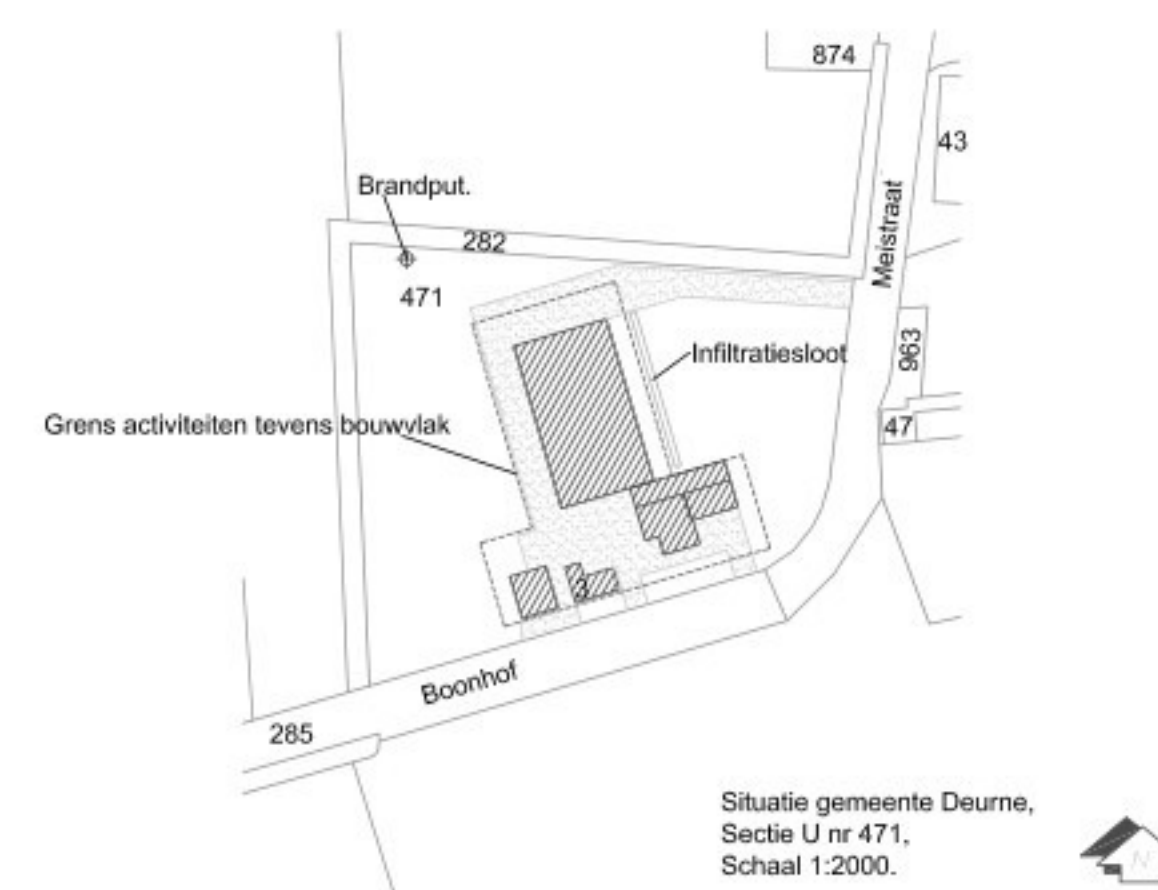 874
43
Brandput.
Meistraat
282
471
Infiltratiesloot
963
Grens activiteiten tevens bouwvlak
47
3
Boonhof
285
Situatie gemeente Deurne,
Sectie U nr 471,
Schaal 1:2000.
N